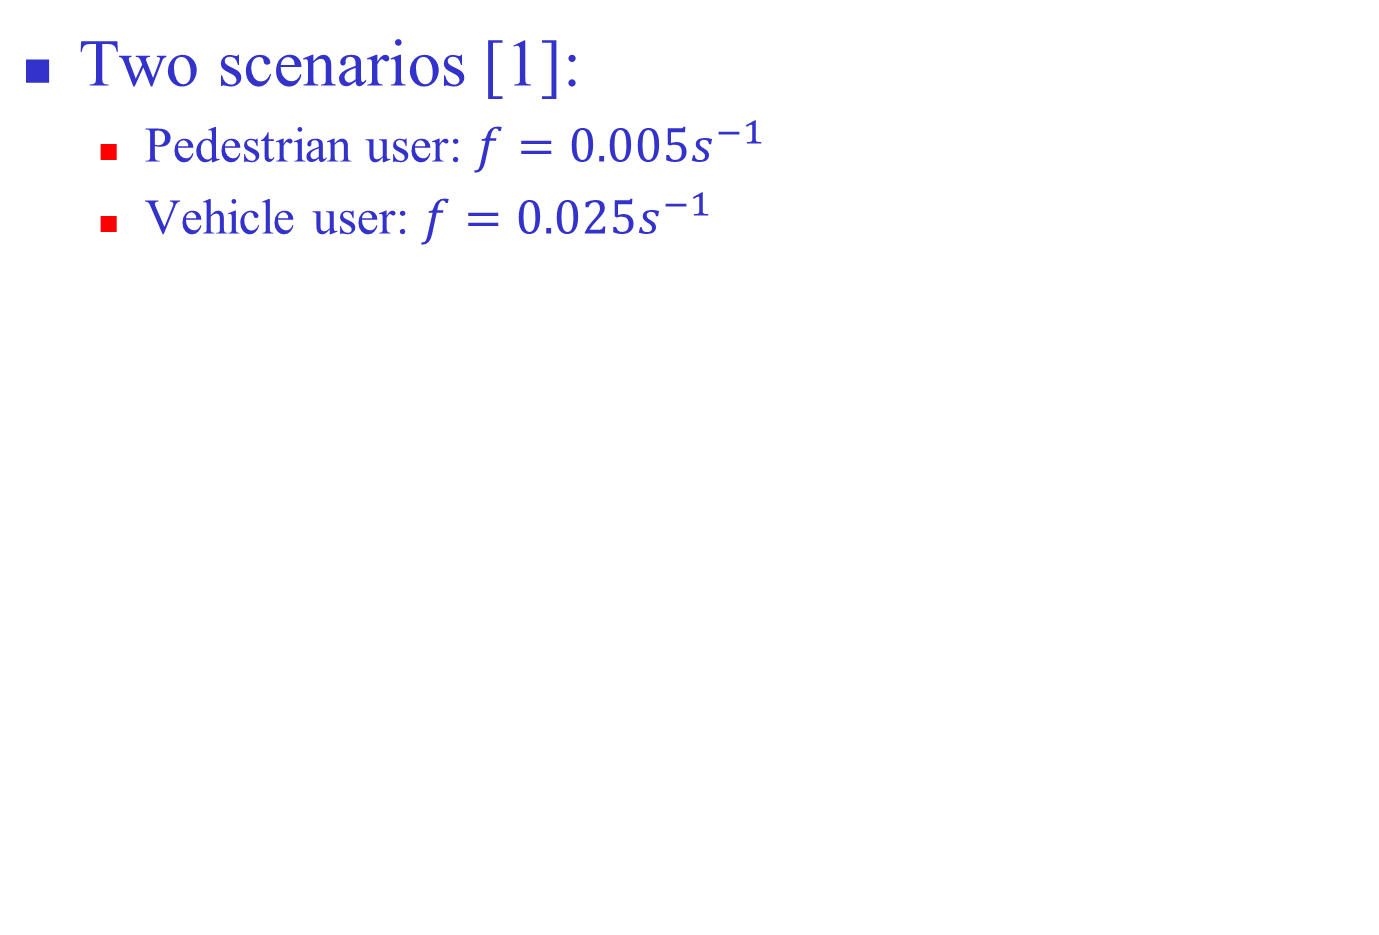 Two scenarios [1]:
Pedestrian user: 𝑓 = 0.005𝑠⁻¹
Vehicle user: 𝑓 = 0.025𝑠⁻¹